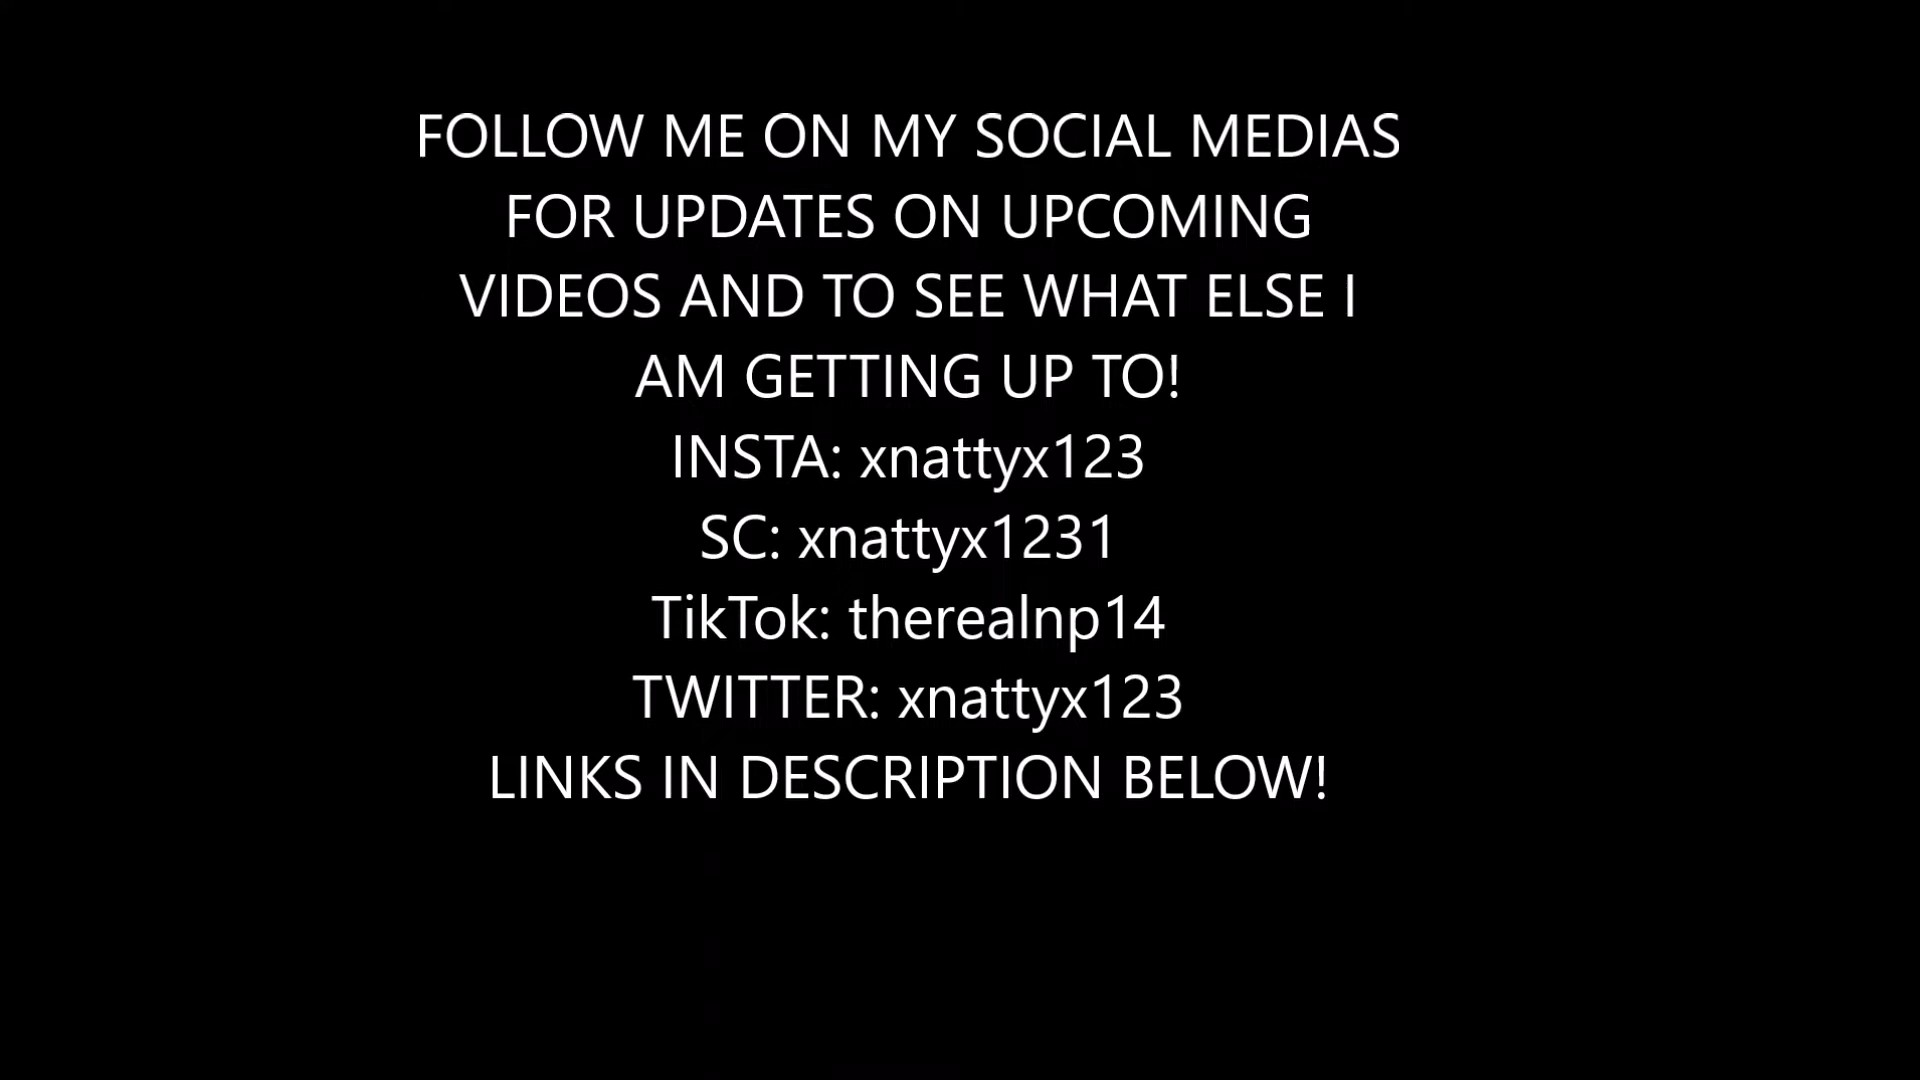 FOLLOW ME ON MY SOCIAL MEDIAS
FOR UPDATES ON UPCOMING
VIDEOS AND TO SEE WHAT ELSE I
AM GETTING UP TO!
INSTA: xnattyx123
SC: xnattyx1231
TikTok: therealnp14
TWITTER: xnattyx123
LINKS IN DESCRIPTION BELOW!